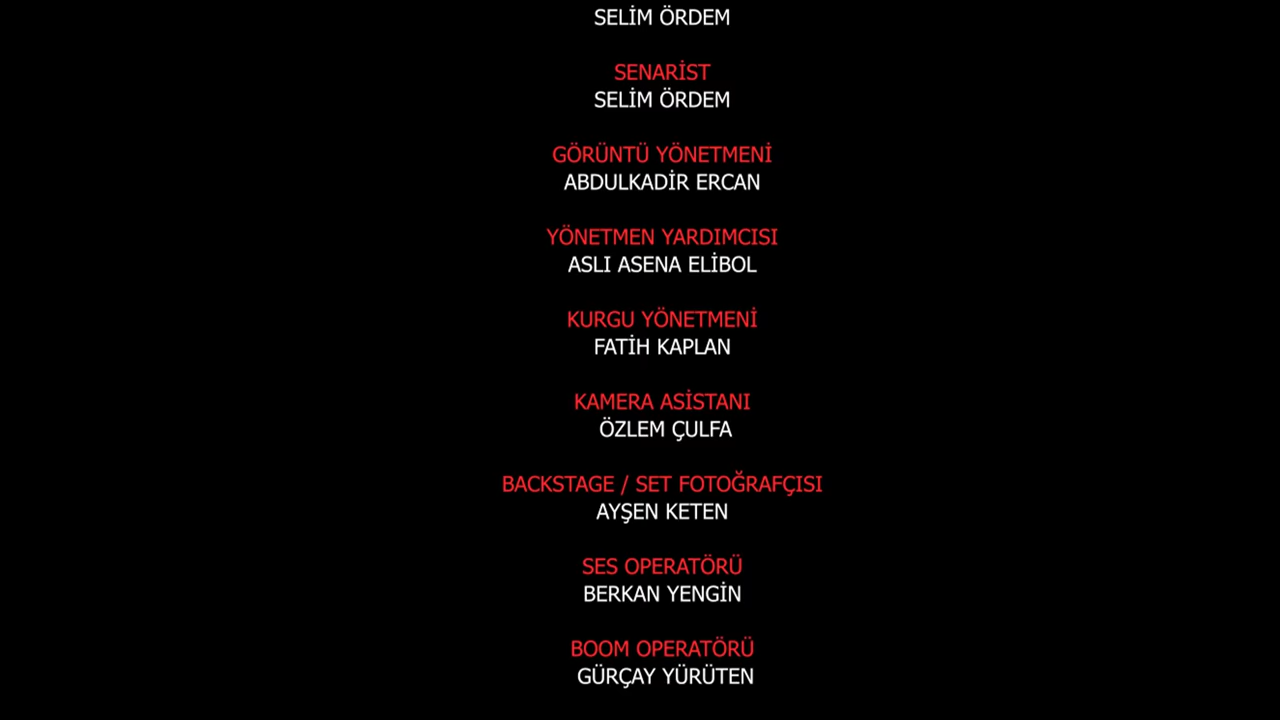 SELİM ÖRDEM
SENARİST
SELİM ÖRDEM
GÖRÜNTÜ YÖNETMENİ
ABDULKADİR ERCAN
YÖNETMEN YARDIMCISI
ASLI ASENA ELİBOL
KURGU YÖNETMENİ
FATİH KAPLAN
KAMERA ASİSTANI
ÖZLEM ÇULFA
BACKSTAGE / SET FOTOĞRAFÇISI
AYŞEN KETEN
SES OPERATÖRÜ
BERKAN YENGİN
BOOM OPERATÖRÜ
GÜRÇAY YÜRÜTEN